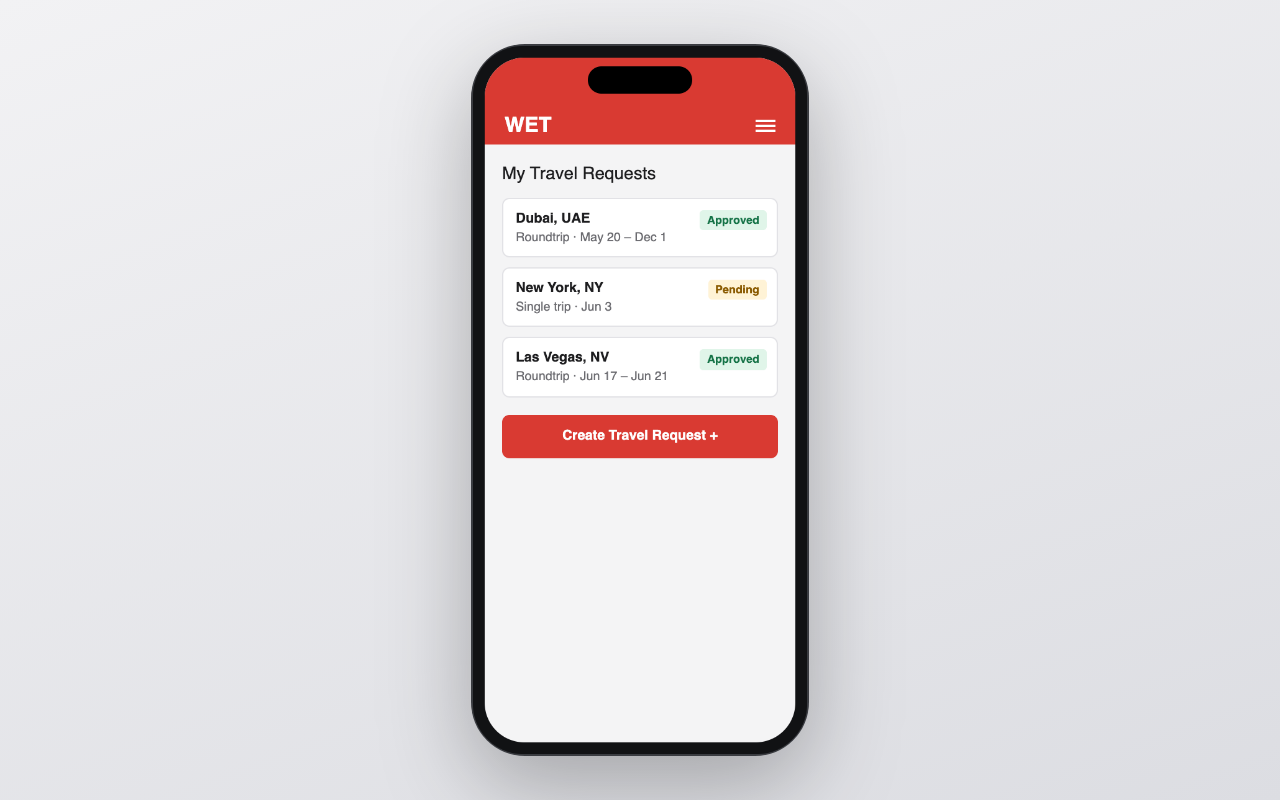 WET
My Travel Requests
Dubai, UAE
Approved
Roundtrip · May 20 – Dec 1
New York, NY
Pending
Single trip · Jun 3
Las Vegas, NV
Approved
Roundtrip · Jun 17 – Jun 21
Create Travel Request +